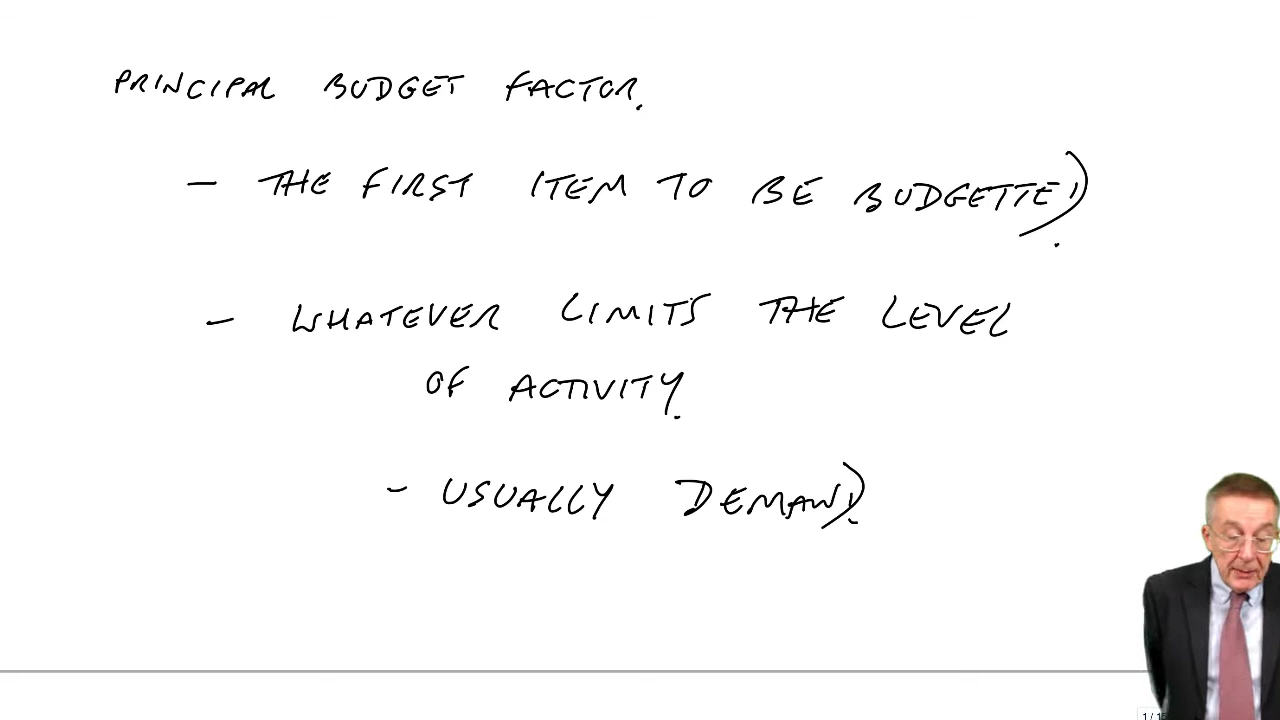 PRINCIPAL BUDGET FACTOR.
- THE FIRST ITEM TO BE BUDGETTED.
- WHATEVER LIMITS THE LEVEL
OF ACTIVITY.
- USUALLY DEMAND.